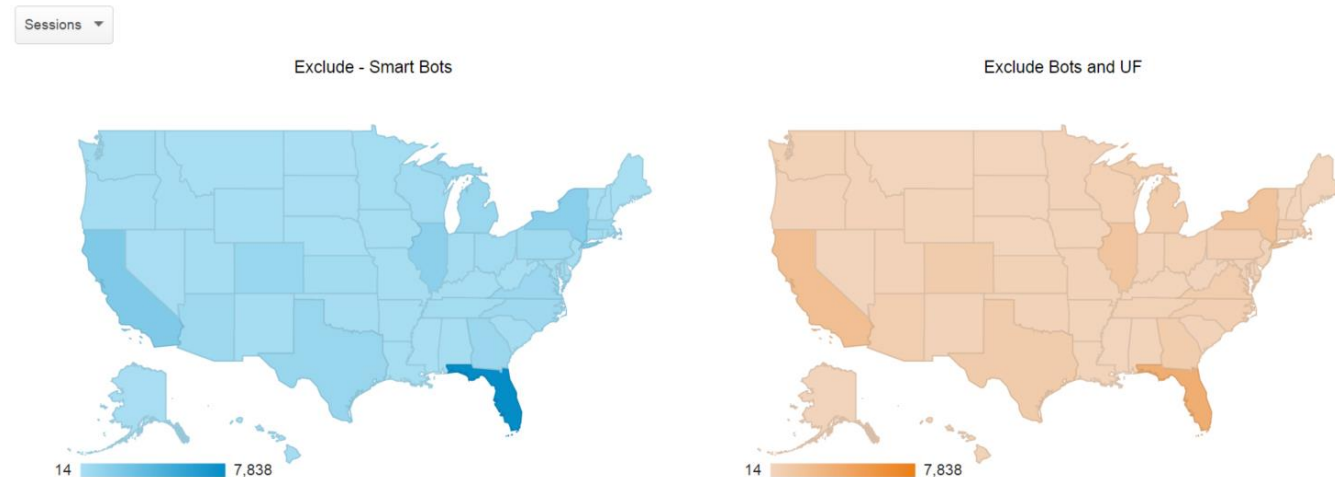 Sessions
Exclude - Smart Bots
Exclude Bots and UF
14 7,838
14 7,838